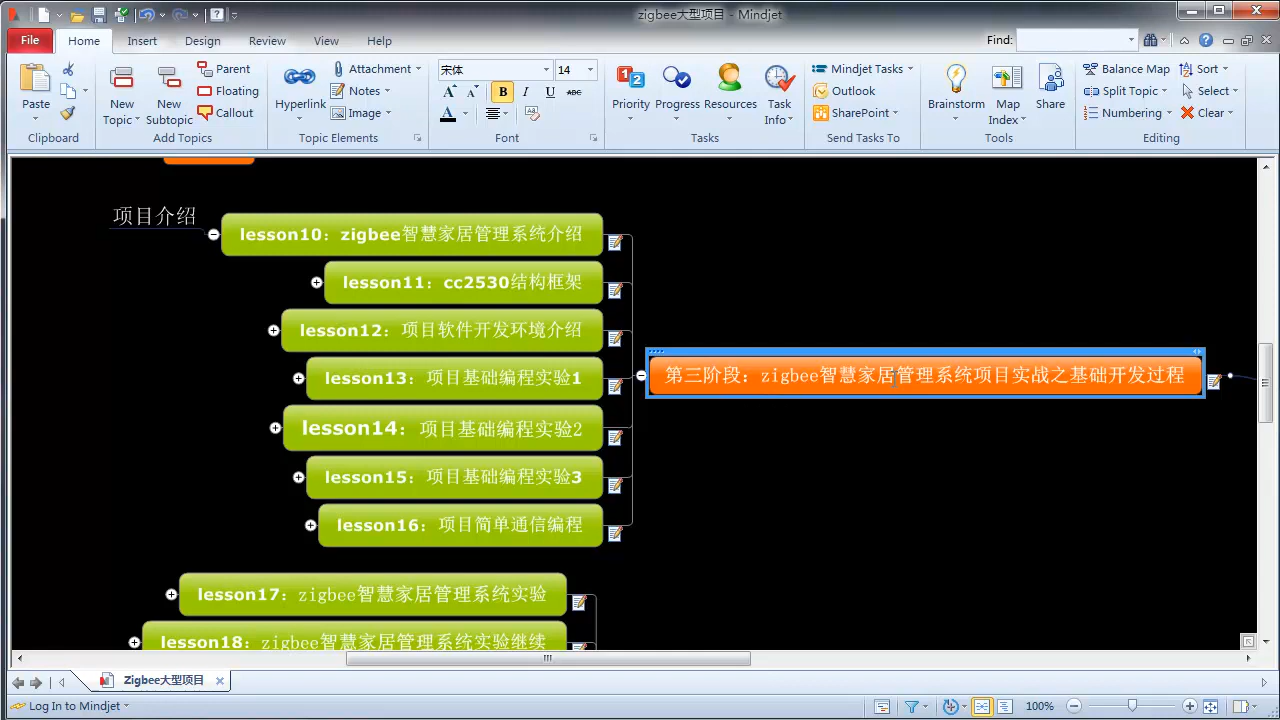 zigbee大型项目 - Mindjet
File Home Insert Design Review View Help Find:
Paste
Clipboard
New Topic
New Subtopic
Parent
Floating
Callout
Add Topics
Hyperlink
Attachment
Notes
Image
Topic Elements
宋体 14
B I U ABC
Font
Priority
Progress
Resources
Task Info
Tasks
Mindjet Tasks
Outlook
SharePoint
Send Tasks To
Brainstorm
Map Index
Share
Tools
Balance Map
Split Topic
Numbering
Sort
Select
Clear
Editing
项目介绍
lesson10：zigbee智慧家居管理系统介绍
lesson11：cc2530结构框架
lesson12：项目软件开发环境介绍
lesson13：项目基础编程实验1
lesson14：项目基础编程实验2
lesson15：项目基础编程实验3
lesson16：项目简单通信编程
第三阶段：zigbee智慧家居管理系统项目实战之基础开发过程
lesson17：zigbee智慧家居管理系统实验
lesson18：zigbee智慧家居管理系统实验继续
Zigbee大型项目
Log In to Mindjet
100%